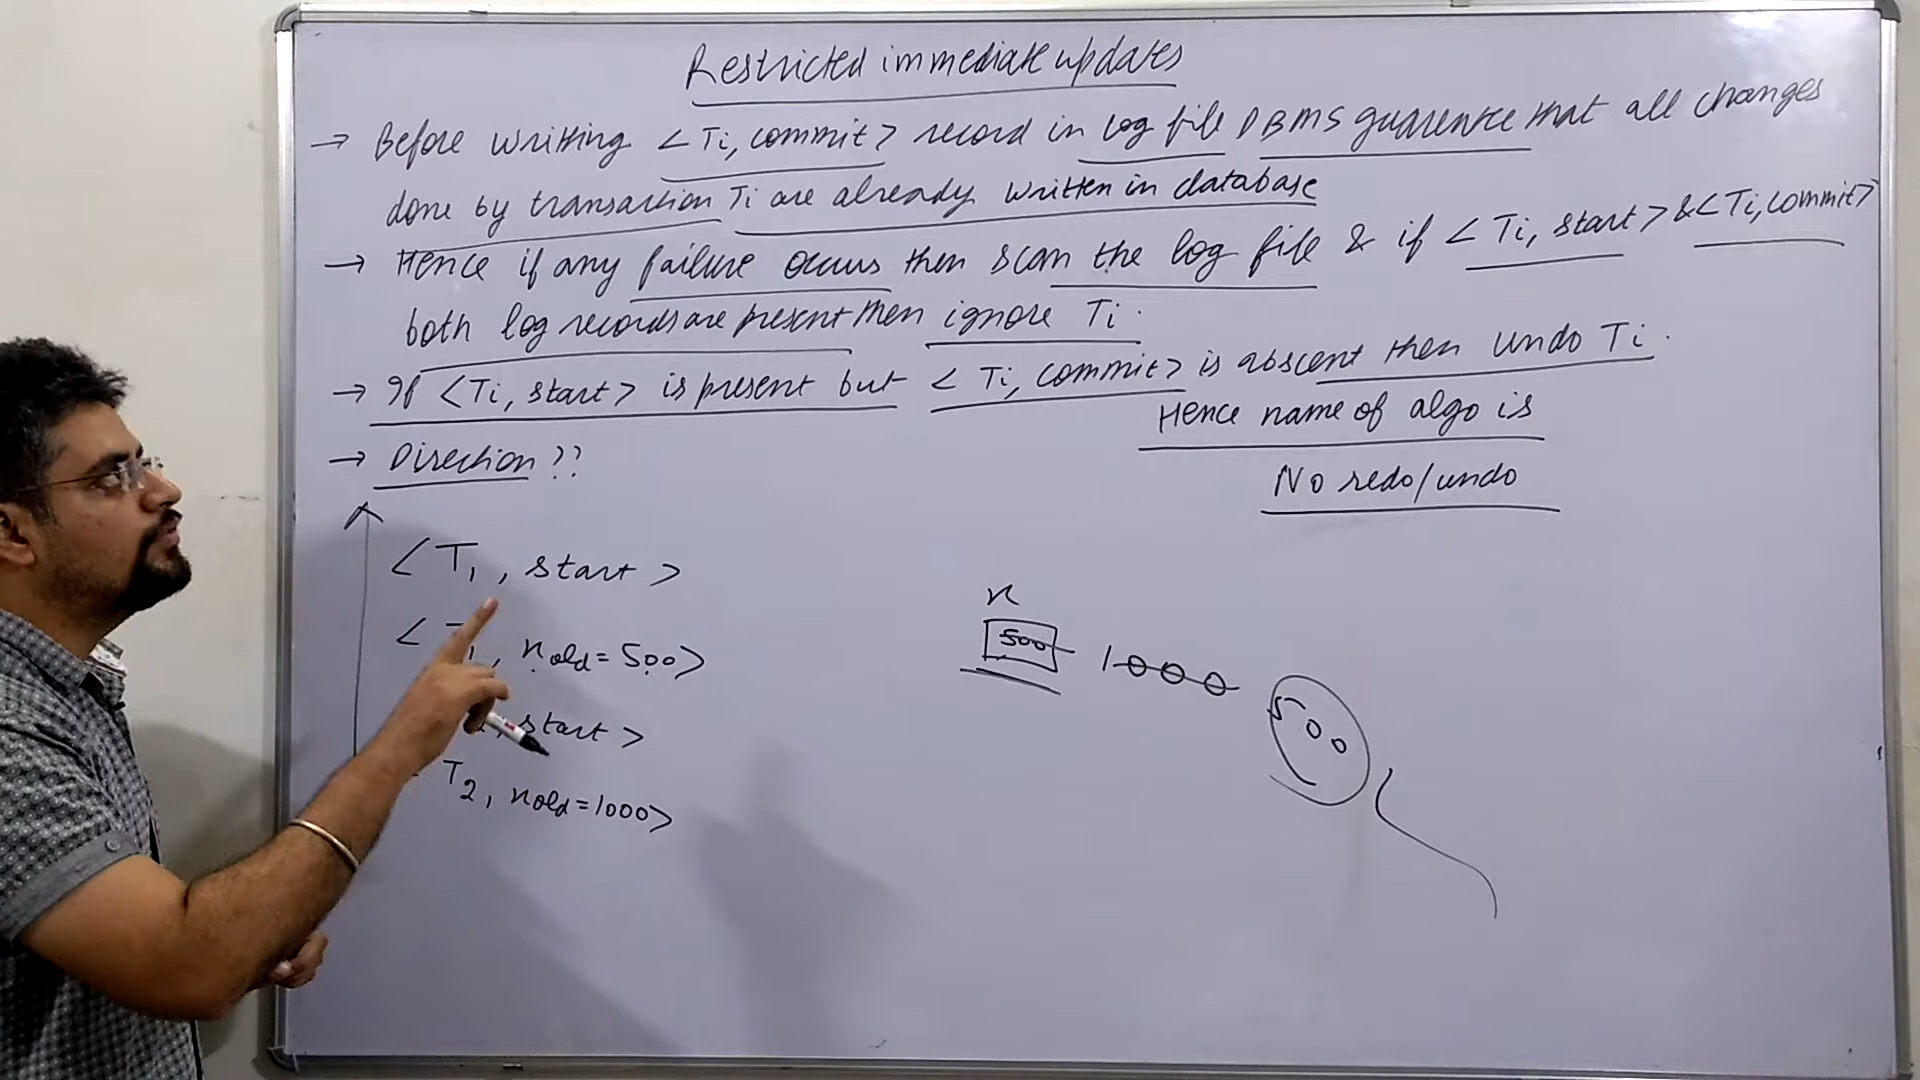 Restricted immediate updates
→ Before writting <Ti, commit> record in log file DBMS guarentee that all changes
done by transaction Ti are already written in database
→ Hence if any failure occurs then scan the log file & if <Ti, start> & <Ti, commit>
both log records are present then ignore Ti.
→ If <Ti, start> is present but <Ti, commit> is abscent then undo Ti.
Hence name of algo is
No redo/undo
→ Direction ??
<T1, start>
< , xold=500>
, start>
T2, xold=1000>
x
500
1000
500